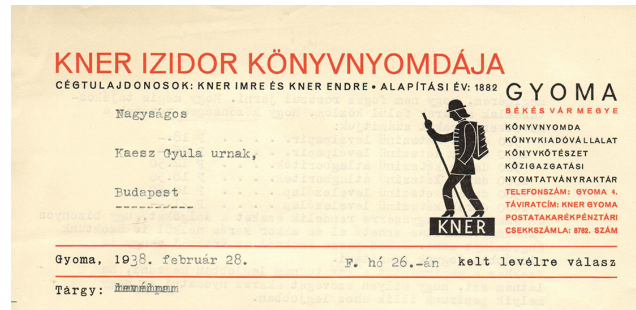 KNER IZIDOR KÖNYVNYOMDÁJA
CÉGTULAJDONOSOK: KNER IMRE ÉS KNER ENDRE • ALAPÍTÁSI ÉV: 1882
GYOMA
BÉKÉS VÁRMEGYE
KÖNYVNYOMDA
KÖNYVKIADÓVÁLLALAT
KÖNYVKÖTÉSZET
KÖZIGAZGATÁSI
NYOMTATVÁNYRAKTÁR
TELEFONSZÁM: GYOMA 4.
TÁVIRATCÍM: KNER GYOMA
POSTATAKARÉKPÉNZTÁRI
CSEKKSZÁMLA: 8762. SZÁM
KNER
Nagyságos
Kaesz Gyula urnak,
Budapest
Gyoma, 1938. február 28. F. hó 26.-án kelt levélre válasz
Tárgy: